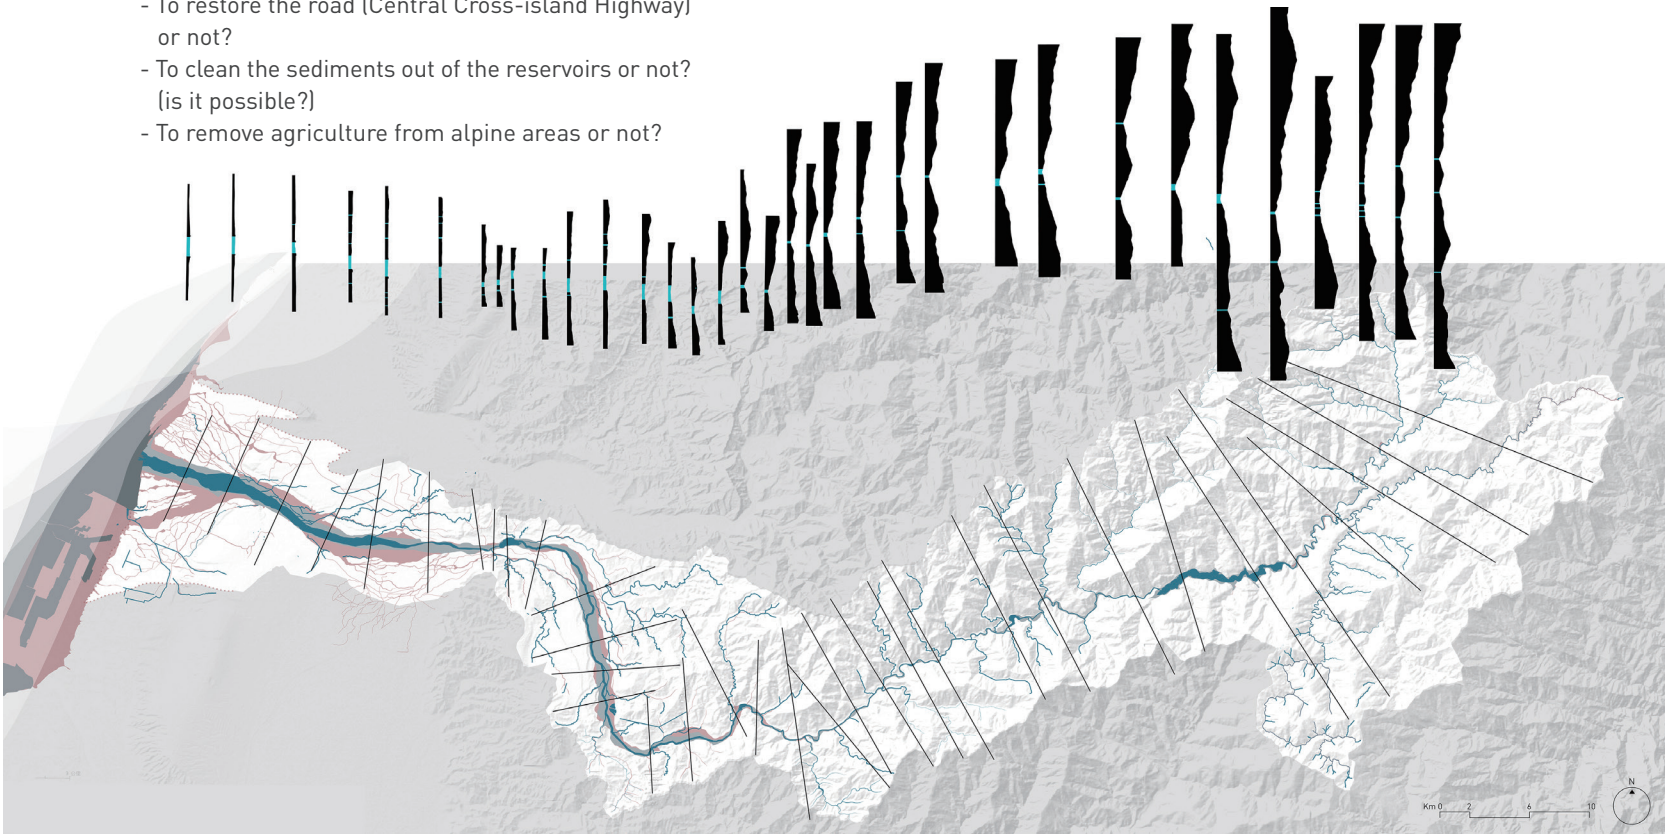 - To restore the road (Central Cross-island Highway)
or not?
- To clean the sediments out of the reservoirs or not?
(is it possible?)
- To remove agriculture from alpine areas or not?
N
Km 0 2 6 10